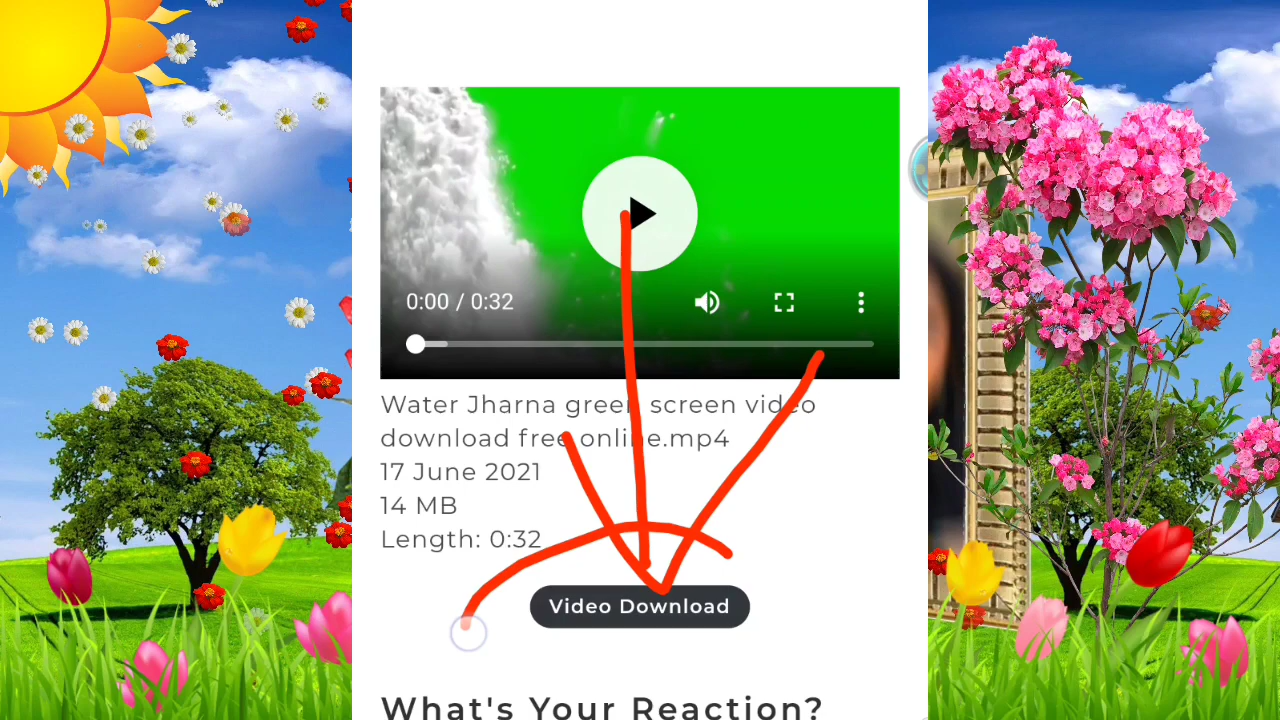 0:00 / 0:32
Water Jharna green screen video
download free online.mp4
17 June 2021
14 MB
Length: 0:32
Video Download
What's Your Reaction?